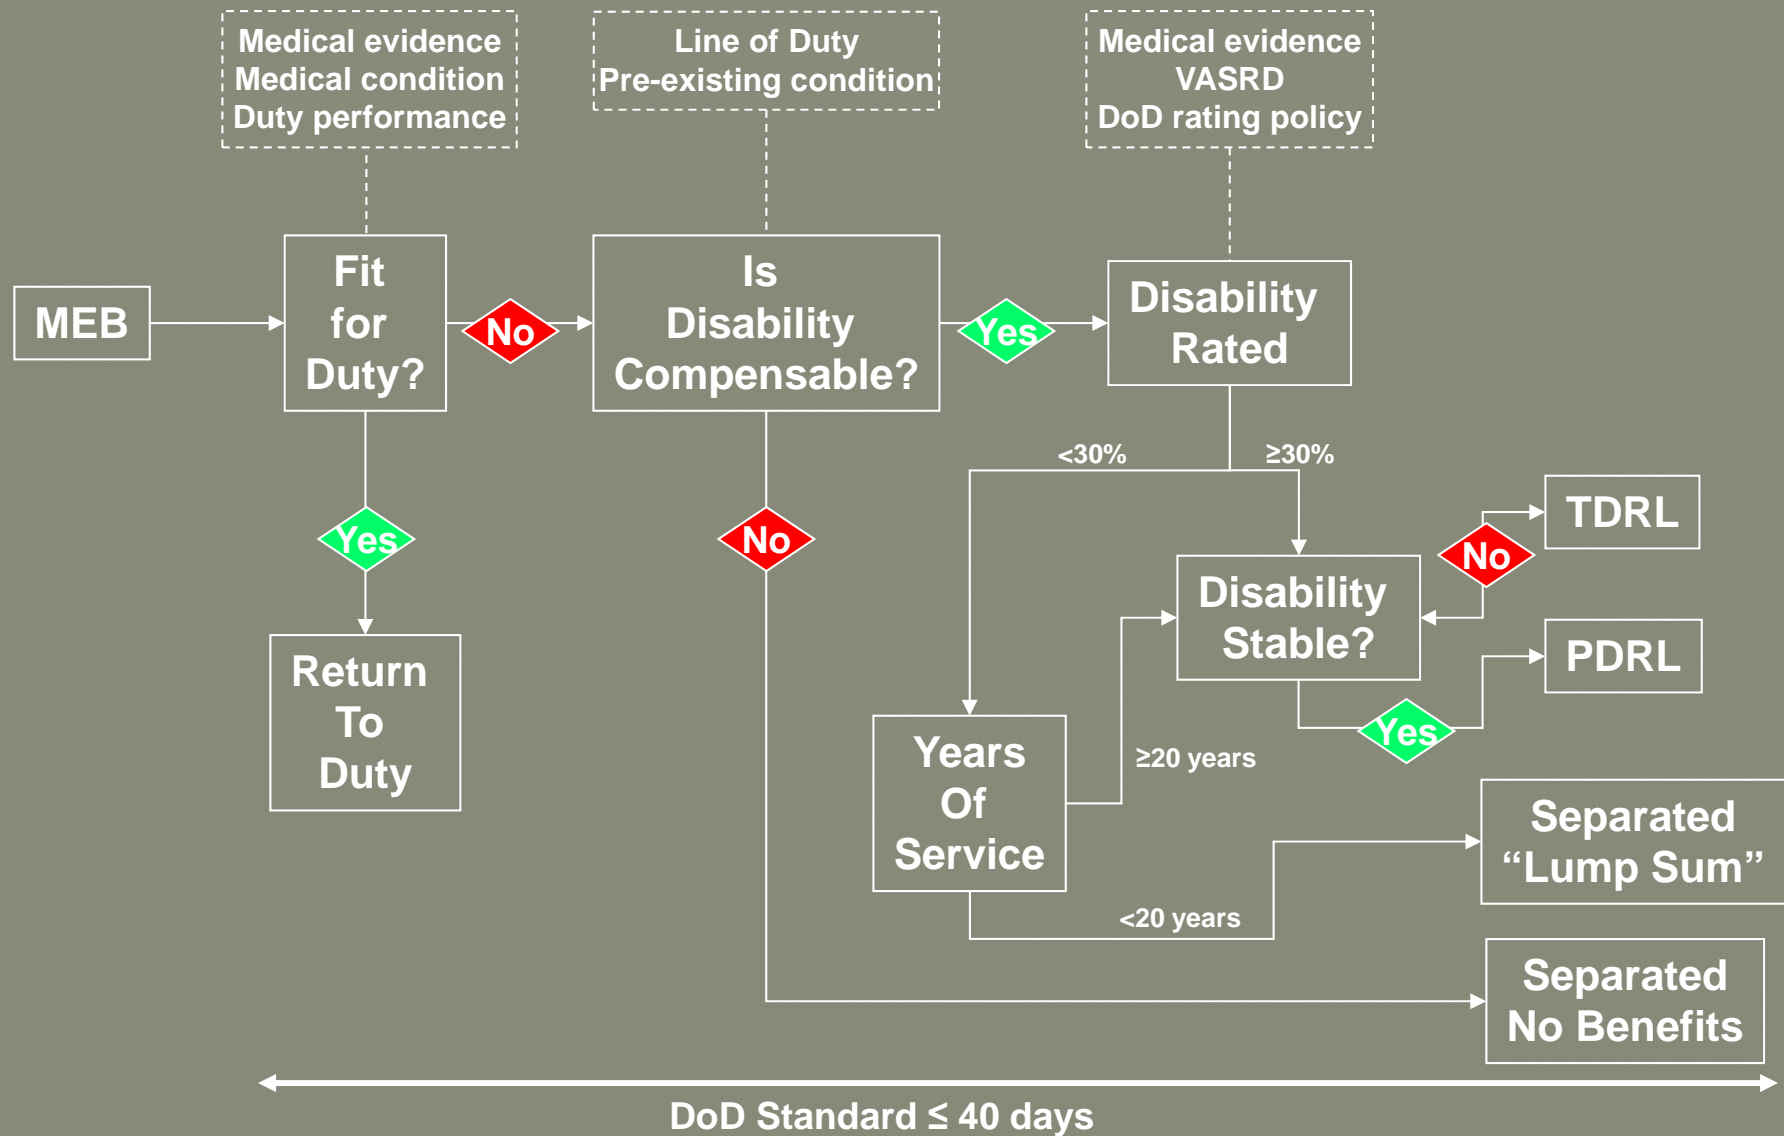 Medical evidence
Medical condition
Duty performance
Line of Duty
Pre-existing condition
Medical evidence
VASRD
DoD rating policy
MEB
Fit
for
Duty?
No
Is
Disability
Compensable?
Yes
Disability
Rated
<30%
≥30%
Yes
No
TDRL
No
Disability
Stable?
PDRL
Yes
Return
To
Duty
Years
Of
Service
≥20 years
<20 years
Separated
“Lump Sum”
Separated
No Benefits
DoD Standard ≤ 40 days